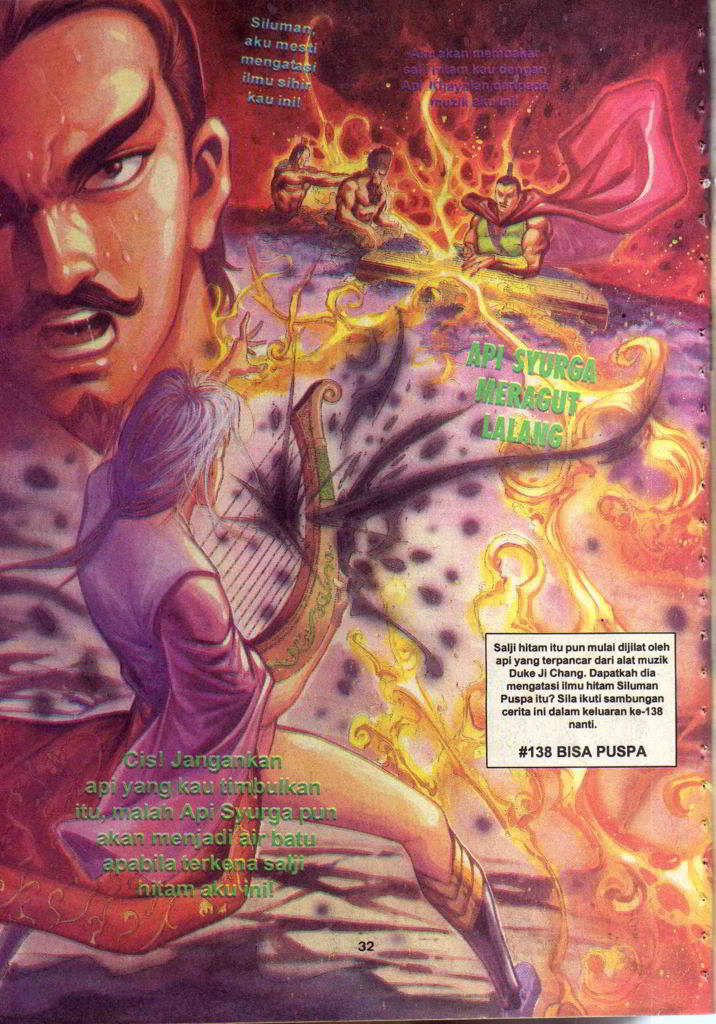 Siluman,
aku mesti
mengatasi
ilmu sihir
kau ini!
Aku akan membakar
salji hitam kau dengan
Api Khayalan daripada
muzik aku ini!
API SYURGA
MERAGUT
LALANG
Salji hitam itu pun mulai dijilat oleh
api yang terpancar dari alat muzik
Duke Ji Chang. Dapatkah dia
mengatasi ilmu hitam Siluman
Puspa itu? Sila ikuti sambungan
cerita ini dalam keluaran ke-138
nanti.
#138 BISA PUSPA
Cis! Jangankan
api yang kau timbulkan
itu, malah Api Syurga pun
akan menjadi air batu
apabila terkena salji
hitam aku ini!
32